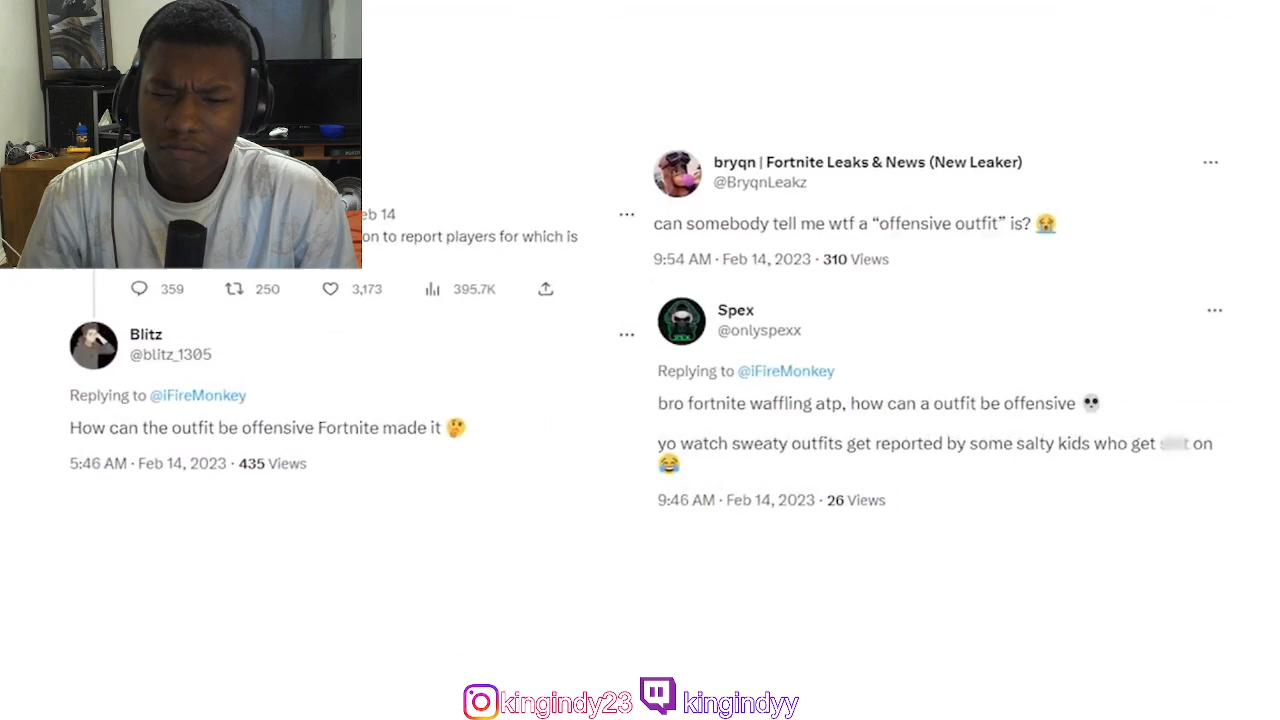 eb 14
on to report players for which is
359 250 3,173 395.7K
Blitz
@blitz_1305
Replying to @iFireMonkey
How can the outfit be offensive Fortnite made it 🤔
5:46 AM · Feb 14, 2023 · 435 Views
bryqn | Fortnite Leaks & News (New Leaker)
@BryqnLeakz
can somebody tell me wtf a “offensive outfit” is? 😭
9:54 AM · Feb 14, 2023 · 310 Views
Spex
@onlyspexx
Replying to @iFireMonkey
bro fortnite waffling atp, how can a outfit be offensive 💀
yo watch sweaty outfits get reported by some salty kids who get on
😂
9:46 AM · Feb 14, 2023 · 26 Views
kingindy23 kingindyy